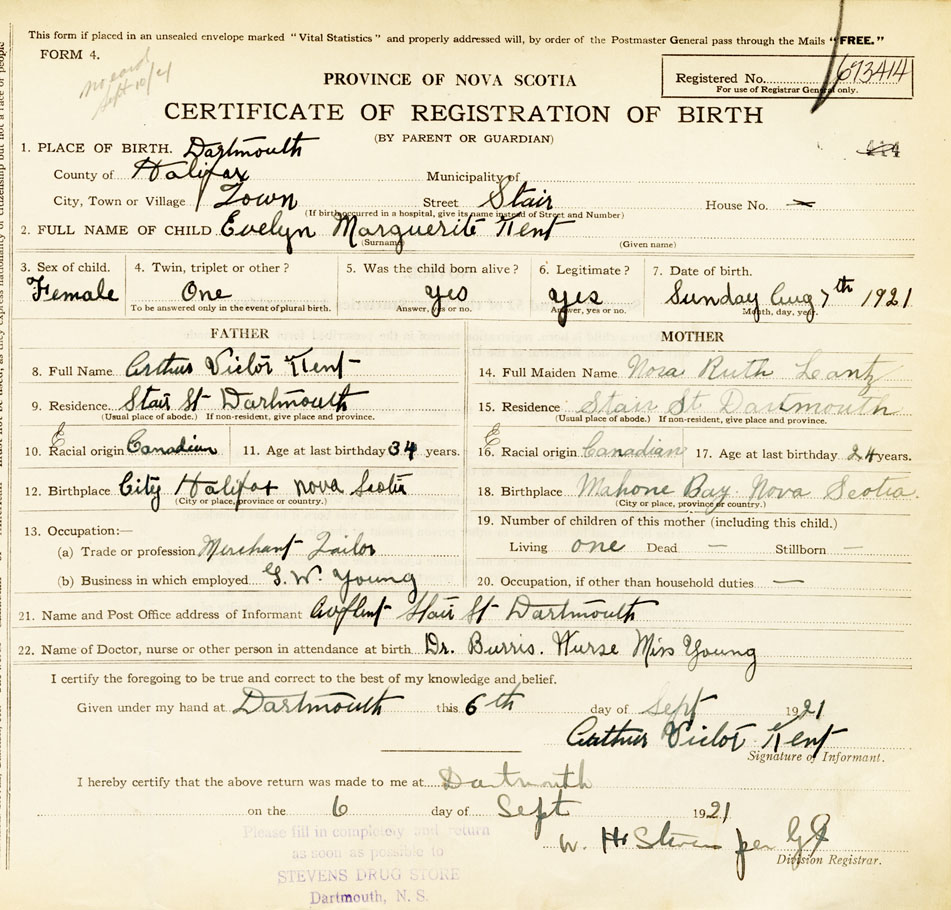 This form if placed in an unsealed envelope marked "Vital Statistics" and properly addressed will, by order of the Postmaster General pass through the Mails "FREE."
FORM 4.
Sept 10/21
PROVINCE OF NOVA SCOTIA
Registered No. 693414
For use of Registrar General only.
CERTIFICATE OF REGISTRATION OF BIRTH
(BY PARENT OR GUARDIAN)
1. PLACE OF BIRTH. Dartmouth
County of Halifax Municipality of
City, Town or Village Town Street Stair House No.
(If birth occurred in a hospital, give its name instead of Street and Number)
2. FULL NAME OF CHILD Evelyn Marguerite Kent
(Surname) (Given name)
3. Sex of child. 4. Twin, triplet or other? 5. Was the child born alive? 6. Legitimate? 7. Date of birth.
Female One yes yes Sunday Aug 7th 1921
To be answered only in the event of plural birth. Answer, yes or no. Answer, yes or no. Month, day, year.
FATHER
8. Full Name Arthur Victor Kent
9. Residence Stair St Dartmouth
(Usual place of abode.) If non-resident, give place and province.
10. Racial origin E Canadian 11. Age at last birthday 34 years.
12. Birthplace City Halifax Nova Scotia
(City or place, province or country.)
13. Occupation:—
(a) Trade or profession Merchant Tailor
(b) Business in which employed G. W. Young
MOTHER
14. Full Maiden Name Nora Ruth Lantz
15. Residence Stair St Dartmouth
(Usual place of abode.) If non-resident, give place and province.
16. Racial origin E Canadian 17. Age at last birthday 24 years.
18. Birthplace Mahone Bay Nova Scotia.
(City or place, province or country.)
19. Number of children of this mother (including this child.)
Living one Dead — Stillborn —
20. Occupation, if other than household duties —
21. Name and Post Office address of Informant AVKent Stair St Dartmouth
22. Name of Doctor, nurse or other person in attendance at birth Dr. Burris. Nurse Miss Young
I certify the foregoing to be true and correct to the best of my knowledge and belief.
Given under my hand at Dartmouth this 6th day of Sept 1921
Arthur Victor Kent
Signature of Informant.
I hereby certify that the above return was made to me at Dartmouth
on the 6 day of Sept 1921
W. H Stevens per GJ
Division Registrar.
Please fill in completely and return
as soon as possible to
STEVENS DRUG STORE
Dartmouth, N. S.